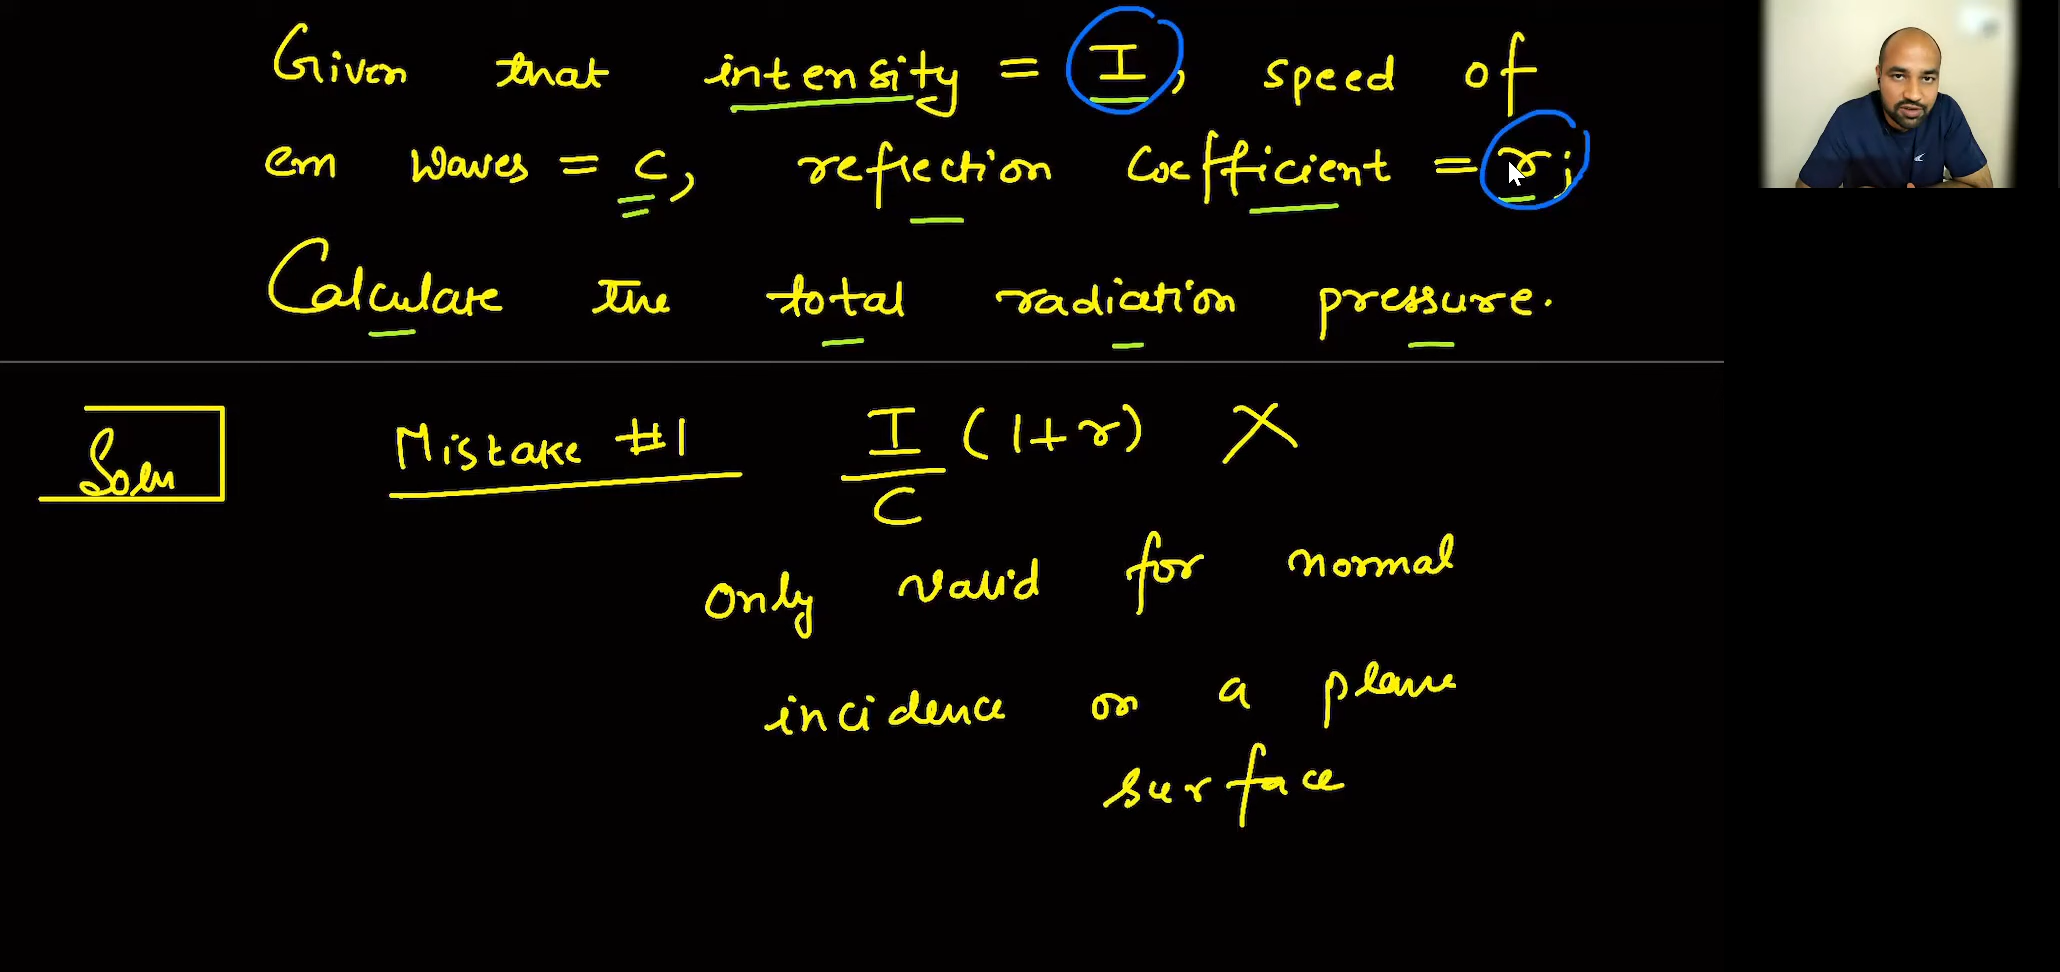 Given that intensity = I, speed of
em waves = c, reflection coefficient = r;
Calculate the total radiation pressure.
Soln
Mistake #1 I/C (1+r) X
only valid for normal
incidence on a plane
surface